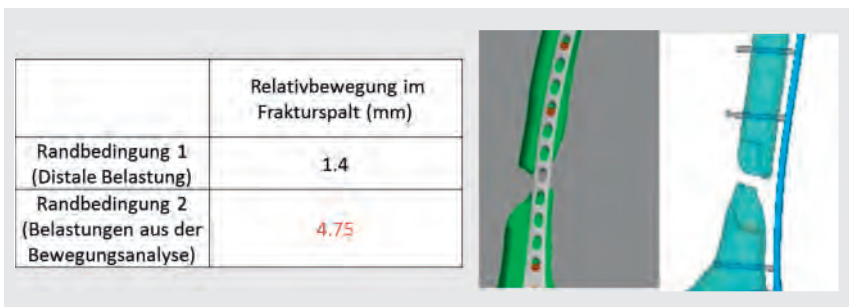 Relativbewegung im
Frakturspalt (mm)
Randbedingung 1
(Distale Belastung)
1.4
Randbedingung 2
(Belastungen aus der
Bewegungsanalyse)
4.75